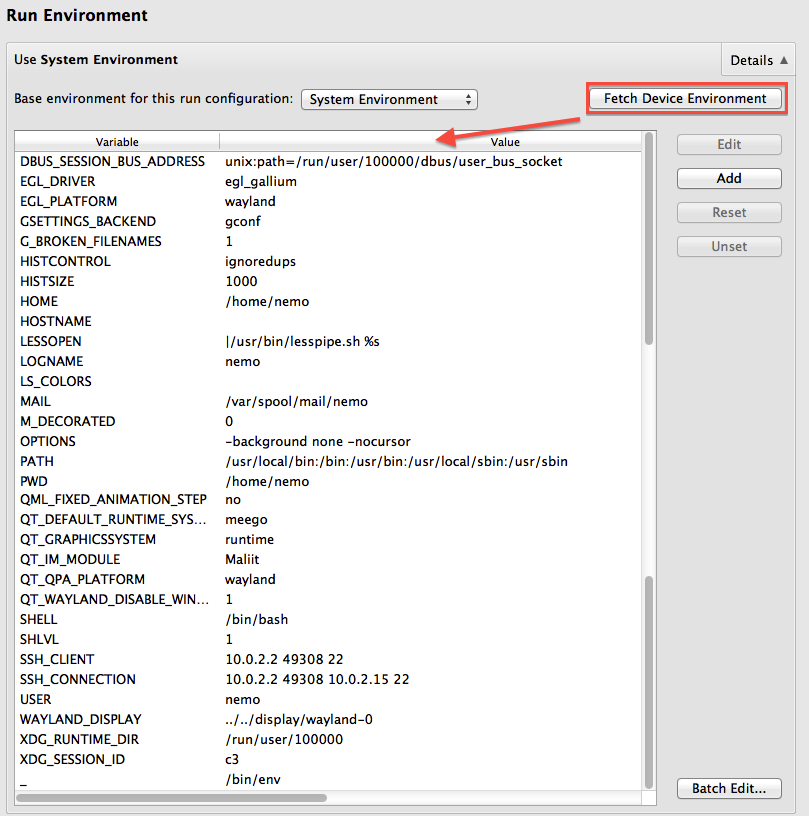 Run Environment
Use System Environment
Details
Base environment for this run configuration: System Environment
Fetch Device Environment
Variable Value
DBUS_SESSION_BUS_ADDRESS unix:path=/run/user/100000/dbus/user_bus_socket
EGL_DRIVER egl_gallium
EGL_PLATFORM wayland
GSETTINGS_BACKEND gconf
G_BROKEN_FILENAMES 1
HISTCONTROL ignoredups
HISTSIZE 1000
HOME /home/nemo
HOSTNAME
LESSOPEN |/usr/bin/lesspipe.sh %s
LOGNAME nemo
LS_COLORS
MAIL /var/spool/mail/nemo
M_DECORATED 0
OPTIONS -background none -nocursor
PATH /usr/local/bin:/bin:/usr/bin:/usr/local/sbin:/usr/sbin
PWD /home/nemo
QML_FIXED_ANIMATION_STEP no
QT_DEFAULT_RUNTIME_SYS... meego
QT_GRAPHICSSYSTEM runtime
QT_IM_MODULE Maliit
QT_QPA_PLATFORM wayland
QT_WAYLAND_DISABLE_WIN... 1
SHELL /bin/bash
SHLVL 1
SSH_CLIENT 10.0.2.2 49308 22
SSH_CONNECTION 10.0.2.2 49308 10.0.2.15 22
USER nemo
WAYLAND_DISPLAY ../../display/wayland-0
XDG_RUNTIME_DIR /run/user/100000
XDG_SESSION_ID c3
_ /bin/env
Edit
Add
Reset
Unset
Batch Edit...